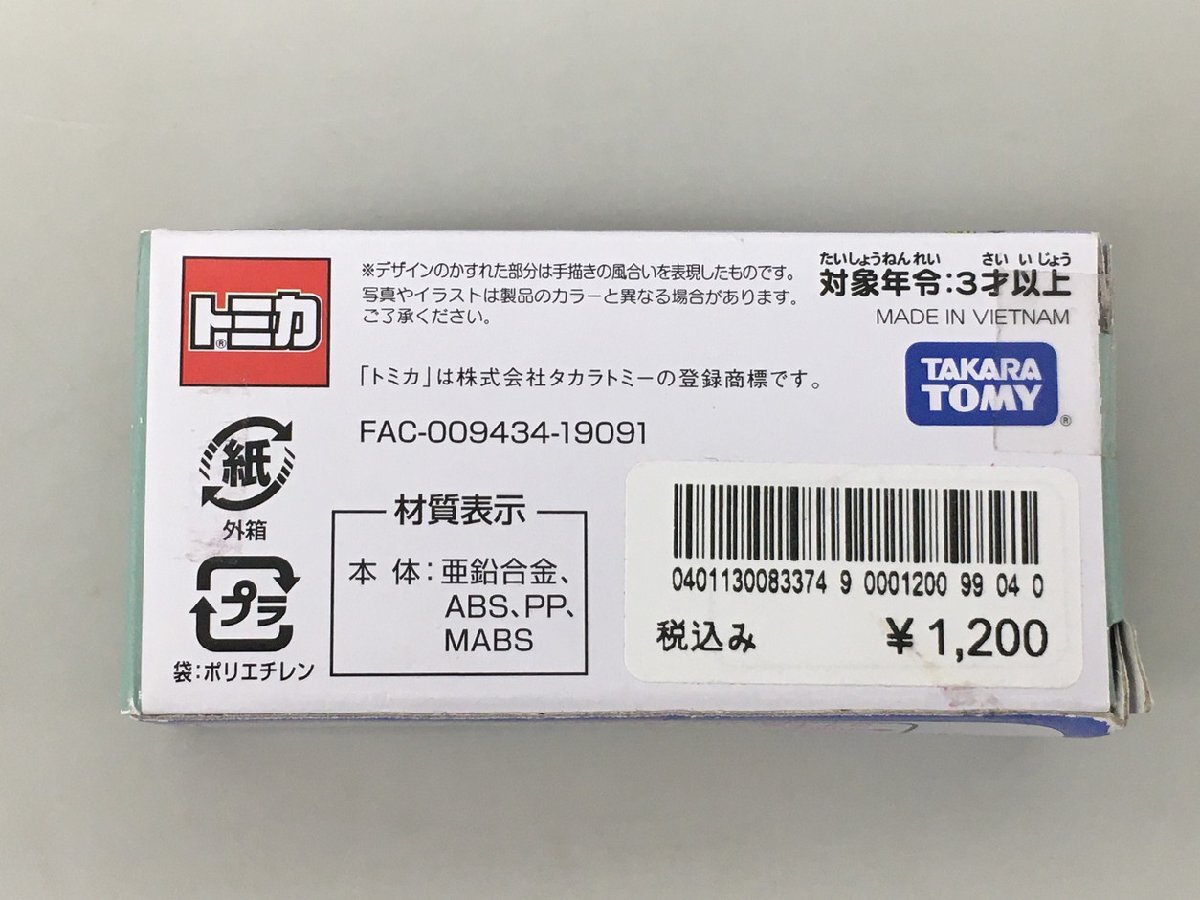 トミカ®
※デザインのかすれた部分は手描きの風合いを表現したものです。
写真やイラストは製品のカラーと異なる場合があります。
ご了承ください。
たいしょうねんれい さいいじょう
対象年令:3才以上
MADE IN VIETNAM
TAKARA
TOMY®
「トミカ」は株式会社タカラトミーの登録商標です。
FAC-009434-19091
紙
外箱
プラ
袋:ポリエチレン
材質表示
本体:亜鉛合金、
ABS、PP、
MABS
0401130083374 9 0001200 99 04 0
税込み ¥1,200